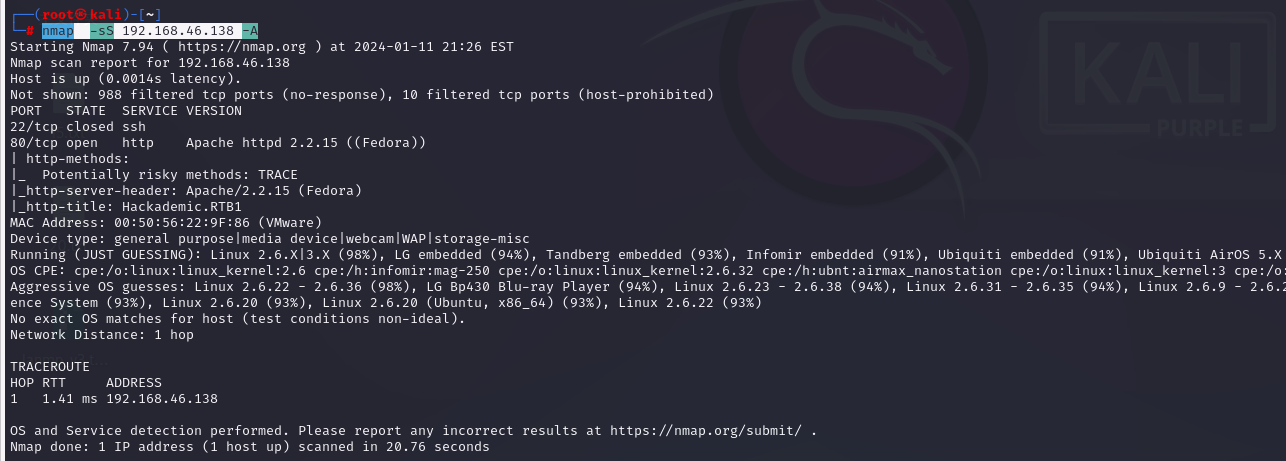 ┌──(root㉿kali)-[~]
└─# nmap  -sS 192.168.46.138 -A
Starting Nmap 7.94 ( https://nmap.org ) at 2024-01-11 21:26 EST
Nmap scan report for 192.168.46.138
Host is up (0.0014s latency).
Not shown: 988 filtered tcp ports (no-response), 10 filtered tcp ports (host-prohibited)
PORT   STATE  SERVICE VERSION
22/tcp closed ssh
80/tcp open   http    Apache httpd 2.2.15 ((Fedora))
| http-methods:
|_  Potentially risky methods: TRACE
|_http-server-header: Apache/2.2.15 (Fedora)
|_http-title: Hackademic.RTB1
MAC Address: 00:50:56:22:9F:86 (VMware)
Device type: general purpose|media device|webcam|WAP|storage-misc
Running (JUST GUESSING): Linux 2.6.X|3.X (98%), LG embedded (94%), Tandberg embedded (93%), Infomir embedded (91%), Ubiquiti embedded (91%), Ubiquiti AirOS 5.X
OS CPE: cpe:/o:linux:linux_kernel:2.6 cpe:/h:infomir:mag-250 cpe:/o:linux:linux_kernel:2.6.32 cpe:/h:ubnt:airmax_nanostation cpe:/o:linux:linux_kernel:3 cpe:/o:
Aggressive OS guesses: Linux 2.6.22 - 2.6.36 (98%), LG Bp430 Blu-ray Player (94%), Linux 2.6.23 - 2.6.38 (94%), Linux 2.6.31 - 2.6.35 (94%), Linux 2.6.9 - 2.6.2
ence System (93%), Linux 2.6.20 (93%), Linux 2.6.20 (Ubuntu, x86_64) (93%), Linux 2.6.22 (93%)
No exact OS matches for host (test conditions non-ideal).
Network Distance: 1 hop
TRACEROUTE
HOP RTT     ADDRESS
1   1.41 ms 192.168.46.138
OS and Service detection performed. Please report any incorrect results at https://nmap.org/submit/ .
Nmap done: 1 IP address (1 host up) scanned in 20.76 seconds
KALI
PURPLE